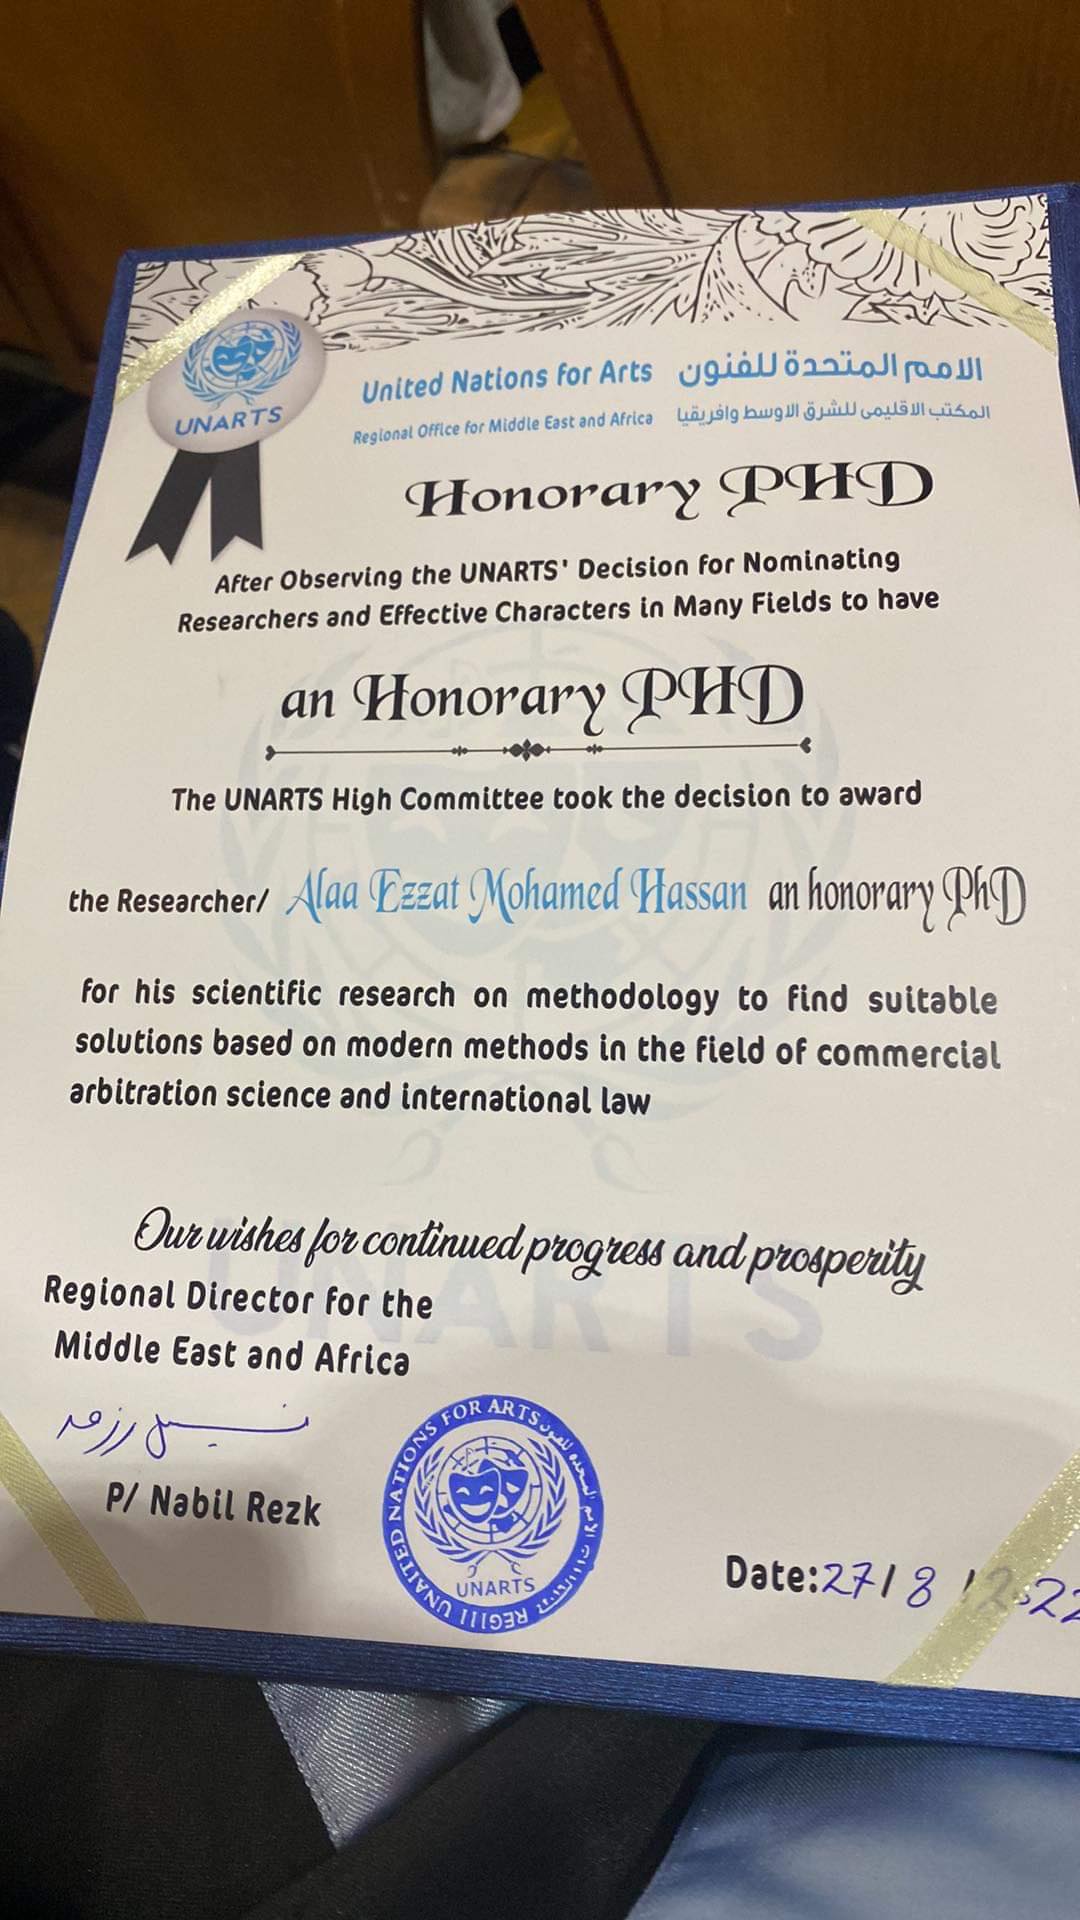 UNARTS
United Nations for Arts الامم المتحدة للفنون
Regional Office for Middle East and Africa المكتب الاقليمى للشرق الاوسط وافريقيا
Honorary PHD
After Observing the UNARTS' Decision for Nominating
Researchers and Effective Characters in Many Fields to have
an Honorary PHD
The UNARTS High Committee took the decision to award
the Researcher/ Alaa Ezzat Mohamed Hassan an honorary PhD
for his scientific research on methodology to find suitable
solutions based on modern methods in the field of commercial
arbitration science and international law
Our wishes for continued progress and prosperity
Regional Director for the
Middle East and Africa
P/ Nabil Rezk
UNAITED NATIONS FOR ARTS
UNARTS
UNARTS
Date:27/8/2022